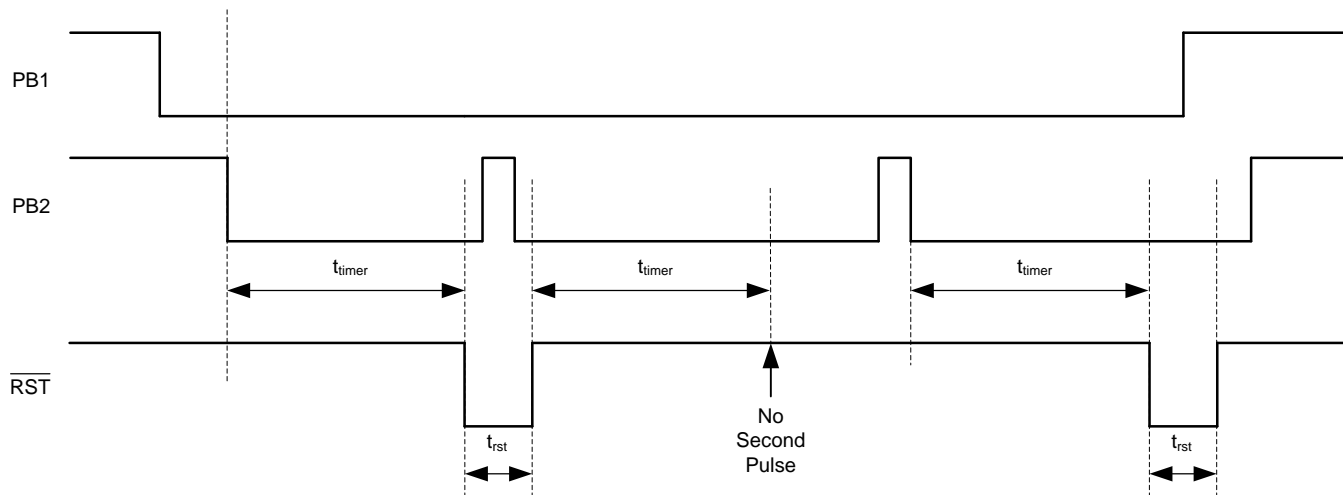 PB1
PB2
t_timer
t_timer
t_timer
RST
t_rst
No
Second
Pulse
t_rst